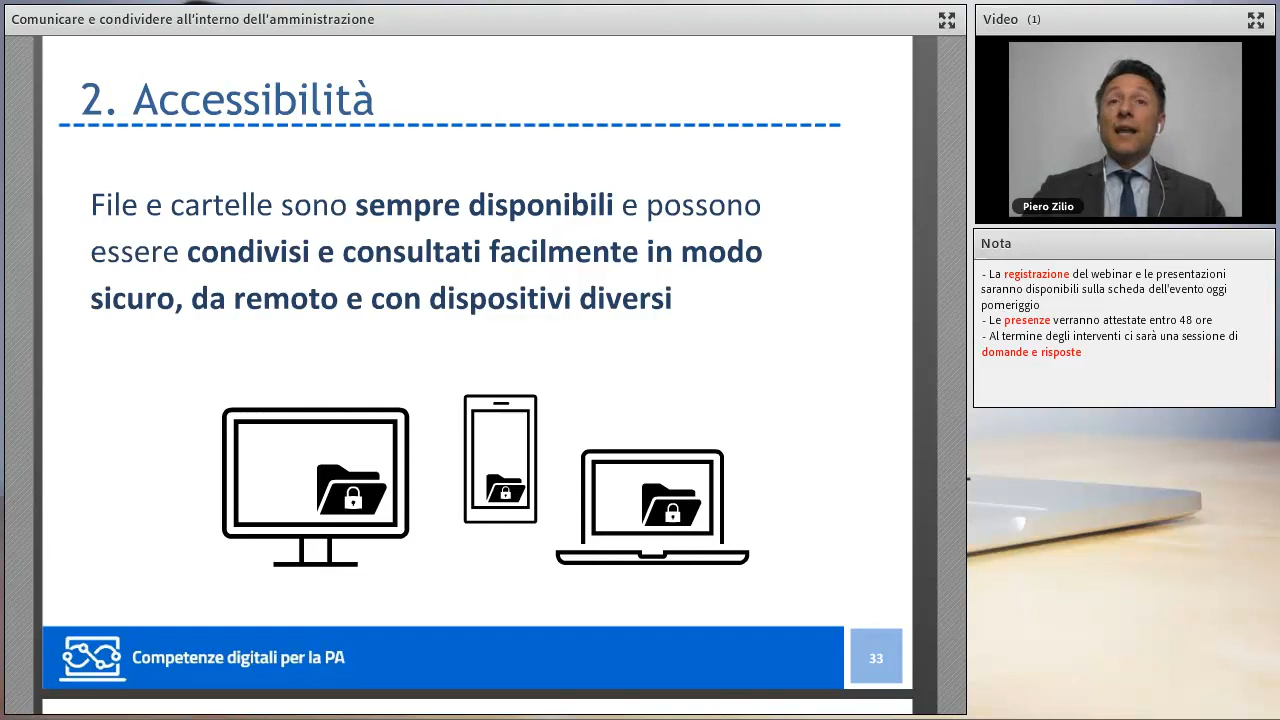 Comunicare e condividere all'interno dell'amministrazione
2. Accessibilità
File e cartelle sono sempre disponibili e possono
essere condivisi e consultati facilmente in modo
sicuro, da remoto e con dispositivi diversi
Competenze digitali per la PA
33
Video (1)
Piero Zilio
Nota
- La registrazione del webinar e le presentazioni
saranno disponibili sulla scheda dell'evento oggi
pomeriggio
- Le presenze verranno attestate entro 48 ore
- Al termine degli interventi ci sarà una sessione di
domande e risposte